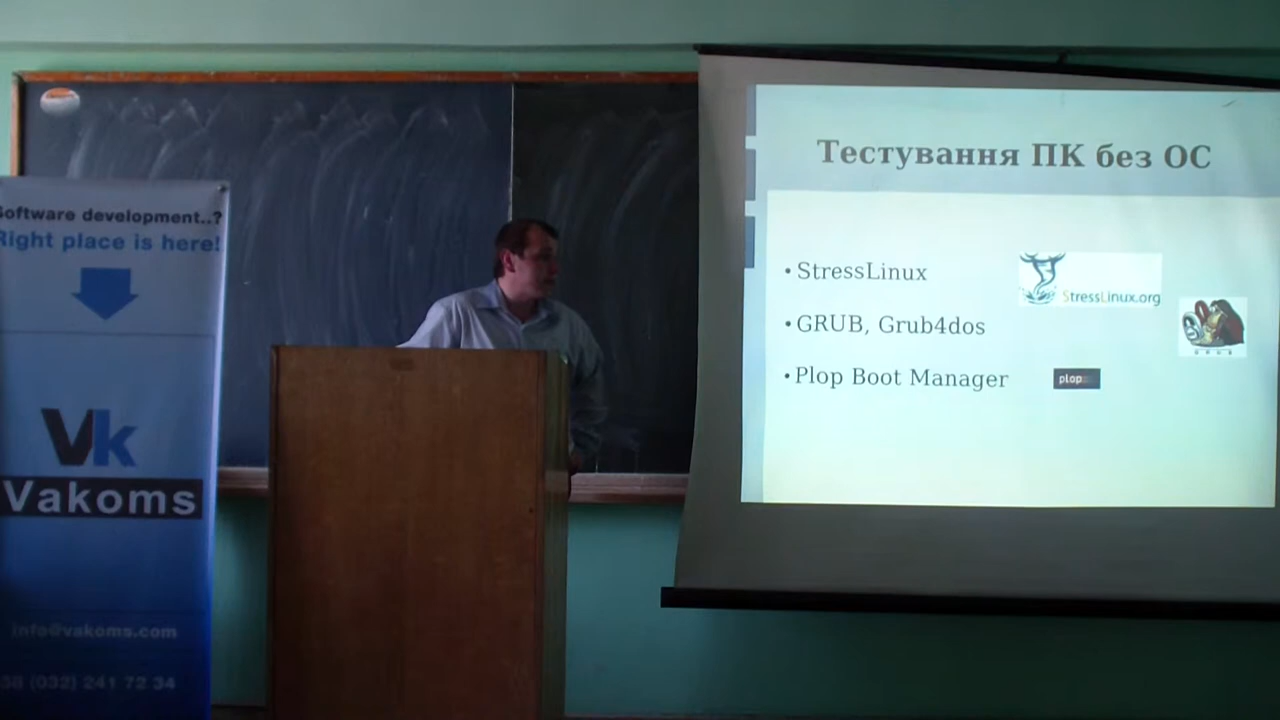 Software development..?
Right place is here!
Vk
Vakoms
info@vakoms.com
38 (032) 241 72 34
Тестування ПК без ОС
• StressLinux
StressLinux.org
• GRUB, Grub4dos
GRUB
• Plop Boot Manager
plop